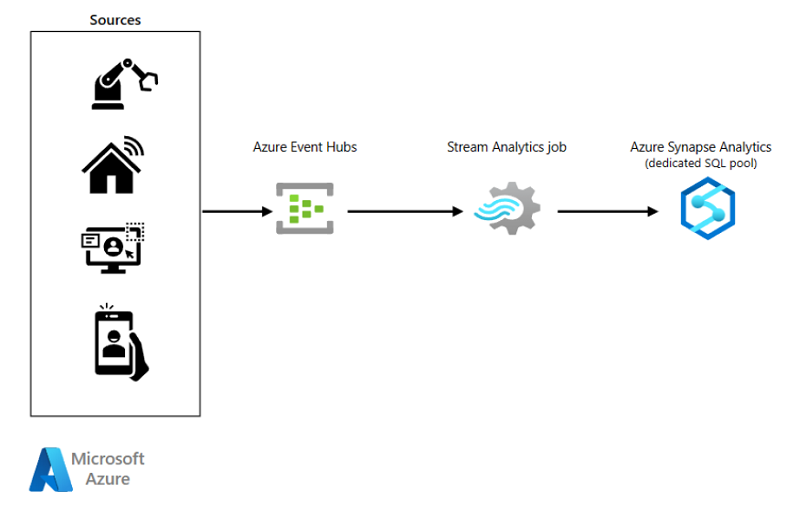 Sources
Azure Event Hubs
Stream Analytics job
Azure Synapse Analytics
(dedicated SQL pool)
Microsoft
Azure